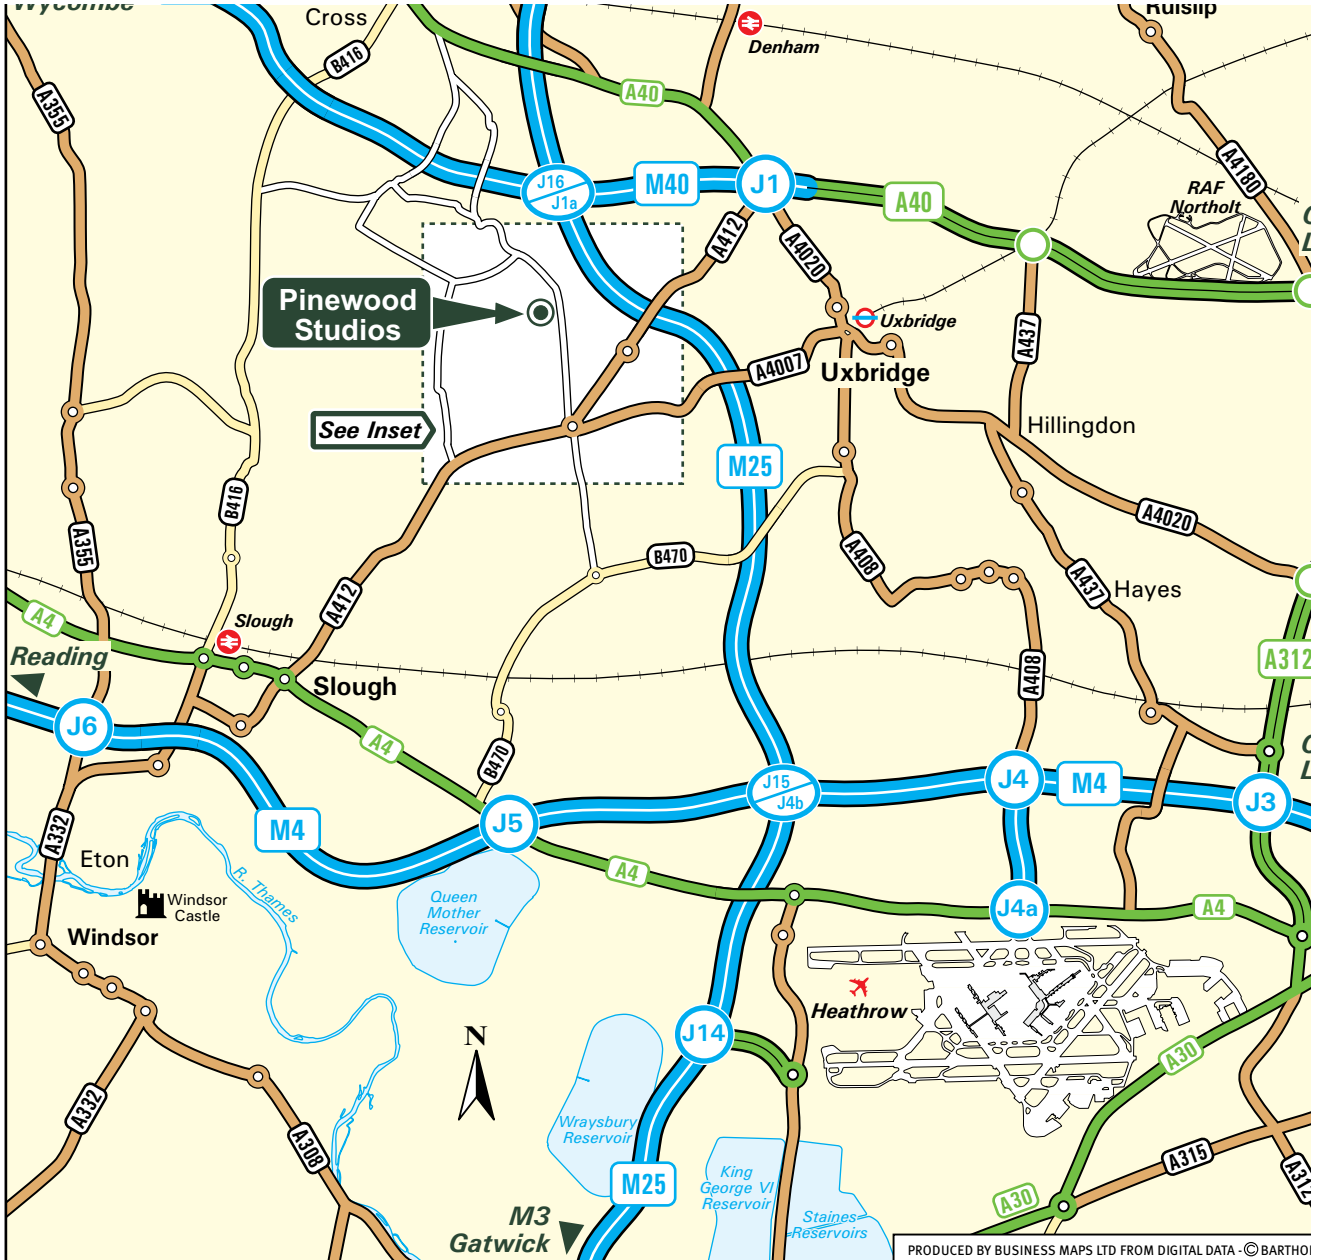 Wycombe
Cross
B416
Denham
Ruislip
A355
A40
A4180
J16
J1a
M40
J1
A40
RAF
Northolt
A412
A4020
Pinewood
Studios
Uxbridge
A437
A4007
Uxbridge
See Inset
Hillingdon
M25
B416
A4020
A355
B470
A408
A437
Hayes
A412
A4
Slough
Reading
A312
A408
Slough
J6
A4
B470
J15
J4b
J4
M4
J3
M4
J5
A332
Eton
R. Thames
A4
Windsor
Castle
Queen
Mother
Reservoir
J4a
A4
Windsor
Heathrow
J14
N
A30
A332
Wraysbury
Reservoir
A308
A315
M25
King
George VI
Reservoir
A312
A30
M3
Gatwick
Staines
Reservoirs
PRODUCED BY BUSINESS MAPS LTD FROM DIGITAL DATA - © BARTHO